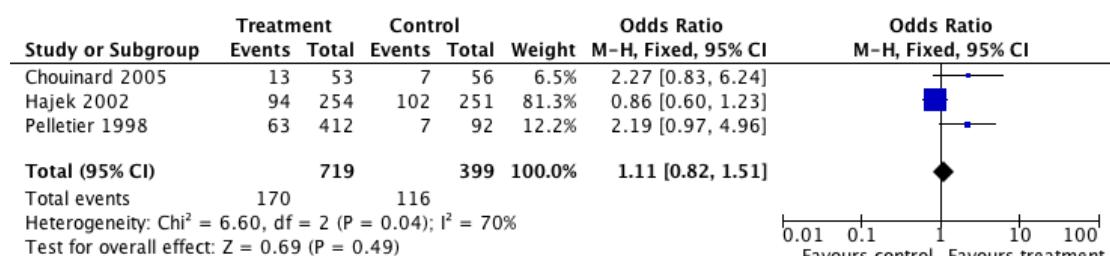 Treatment Control Odds Ratio Odds Ratio
Study or Subgroup Events Total Events Total Weight M-H, Fixed, 95% CI M-H, Fixed, 95% CI
Chouinard 2005 13 53 7 56 6.5% 2.27 [0.83, 6.24]
Hajek 2002 94 254 102 251 81.3% 0.86 [0.60, 1.23]
Pelletier 1998 63 412 7 92 12.2% 2.19 [0.97, 4.96]
Total (95% CI) 719 399 100.0% 1.11 [0.82, 1.51]
Total events 170 116
Heterogeneity: Chi² = 6.60, df = 2 (P = 0.04); I² = 70%
Test for overall effect: Z = 0.69 (P = 0.49)
0.01 0.1 1 10 100
Favours control Favours treatment